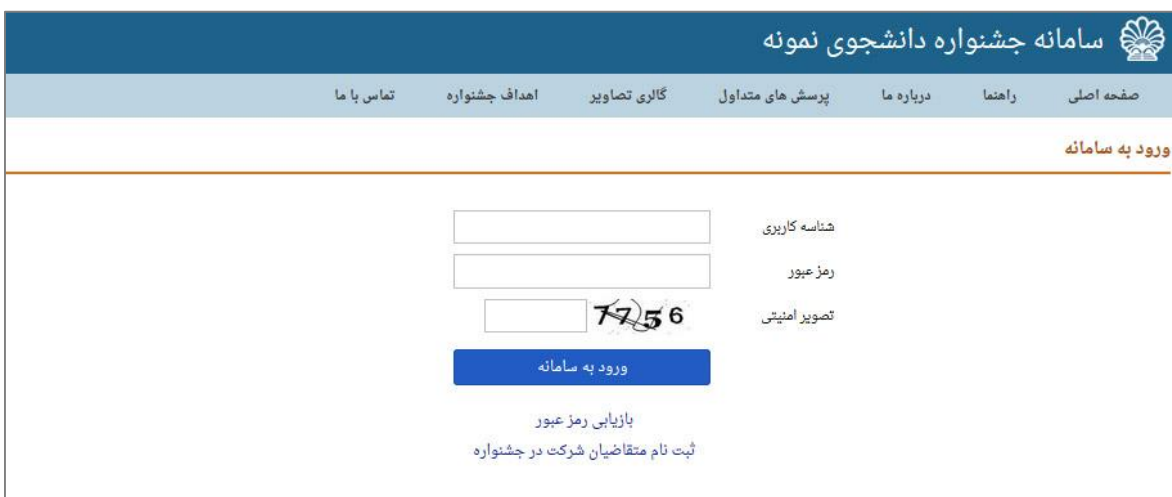 سامانه جشنواره دانشجوی نمونه
صفحه اصلی راهنما درباره ما پرسش های متداول گالری تصاویر اهداف جشنواره تماس با ما
ورود به سامانه
شناسه کاربری
رمز عبور
تصویر امنیتی 7756
ورود به سامانه
بازیابی رمز عبور
ثبت نام متقاضیان شرکت در جشنواره